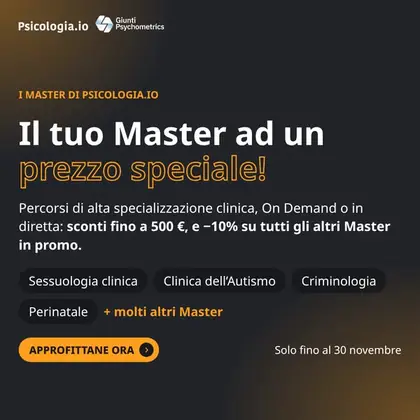 Psicologia.io Giunti Psychometrics
I MASTER DI PSICOLOGIA.IO
Il tuo Master ad un
prezzo speciale!
Percorsi di alta specializzazione clinica, On Demand o in
diretta: sconti fino a 500 €, e −10% su tutti gli altri Master
in promo.
Sessuologia clinica Clinica dell’Autismo Criminologia
Perinatale + molti altri Master
APPROFITTANE ORA Solo fino al 30 novembre